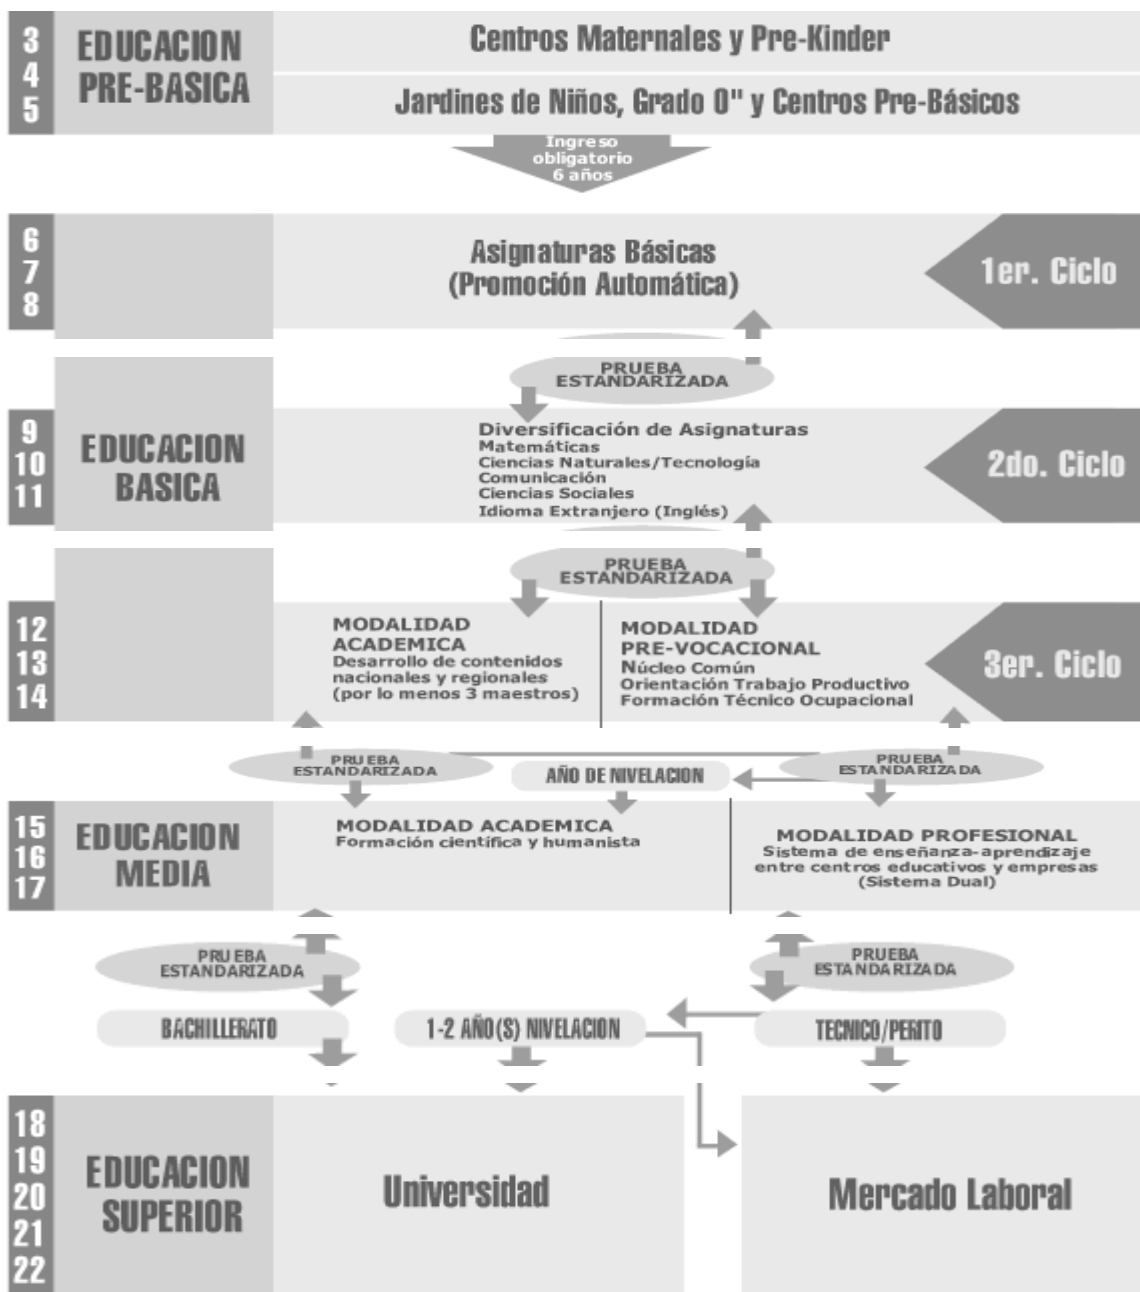 3
4
5
EDUCACION
PRE-BASICA
Centros Maternales y Pre-Kinder
Jardines de Niños, Grado 0" y Centros Pre-Básicos
Ingreso
obligatorio
6 años
6
7
8
Asignaturas Básicas
(Promoción Automática)
1er. Ciclo
PRUEBA
ESTANDARIZADA
9
10
11
EDUCACION
BASICA
Diversificación de Asignaturas
Matemáticas
Ciencias Naturales/Tecnología
Comunicación
Ciencias Sociales
Idioma Extranjero (Inglés)
2do. Ciclo
PRUEBA
ESTANDARIZADA
12
13
14
MODALIDAD
ACADEMICA
Desarrollo de contenidos
nacionales y regionales
(por lo menos 3 maestros)
MODALIDAD
PRE-VOCACIONAL
Núcleo Común
Orientación Trabajo Productivo
Formación Técnico Ocupacional
3er. Ciclo
PRUEBA
ESTANDARIZADA
AÑO DE NIVELACION
PRUEBA
ESTANDARIZADA
15
16
17
EDUCACION
MEDIA
MODALIDAD ACADEMICA
Formación científica y humanista
MODALIDAD PROFESIONAL
Sistema de enseñanza-aprendizaje
entre centros educativos y empresas
(Sistema Dual)
PRUEBA
ESTANDARIZADA
PRUEBA
ESTANDARIZADA
BACHILLERATO
1-2 AÑO(S) NIVELACION
TECNICO/PERITO
18
19
20
21
22
EDUCACION
SUPERIOR
Universidad
Mercado Laboral